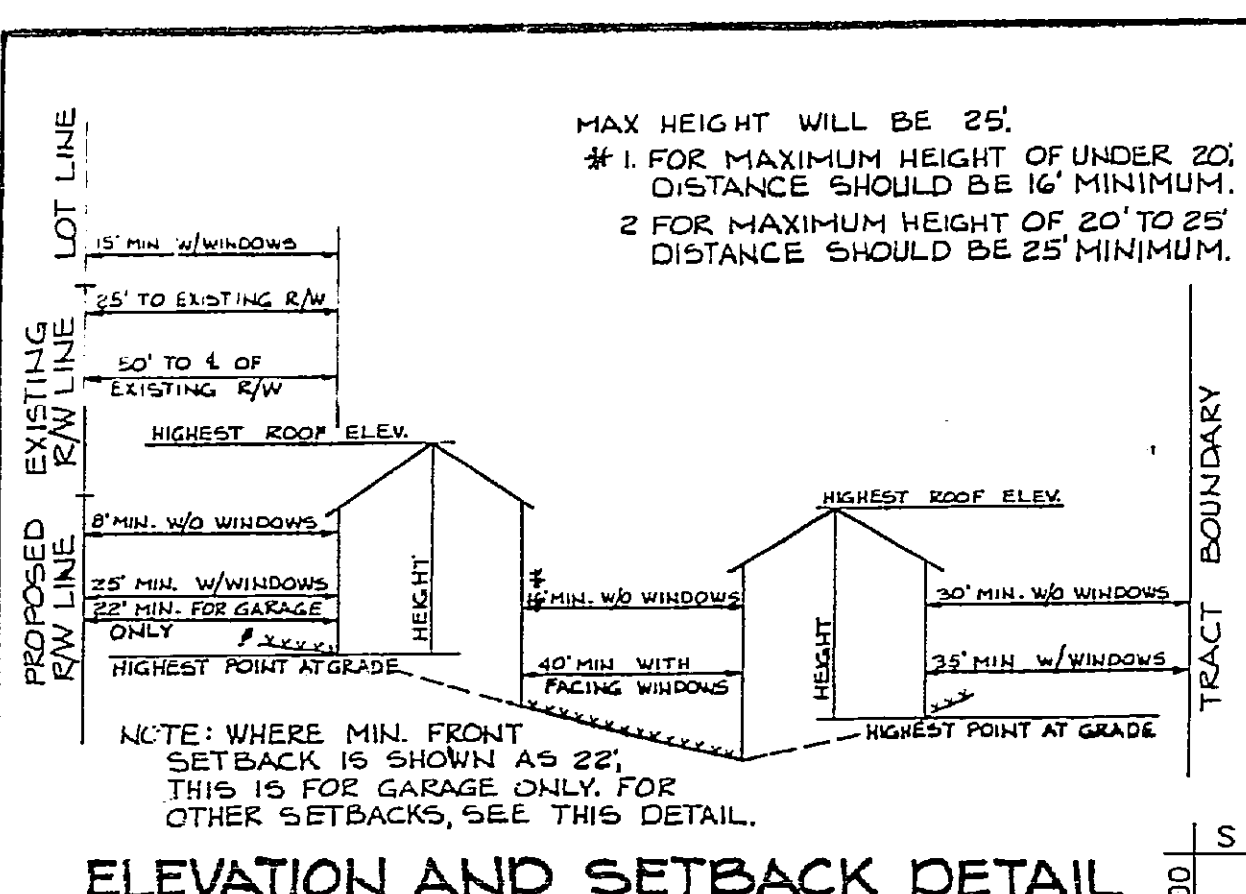 MAX HEIGHT WILL BE 25'.
# 1. FOR MAXIMUM HEIGHT OF UNDER 20',
DISTANCE SHOULD BE 16' MINIMUM.
2 FOR MAXIMUM HEIGHT OF 20' TO 25'
DISTANCE SHOULD BE 25' MINIMUM.
LOT LINE
EXISTING
R/W LINE
PROPOSED
R/W LINE
15' MIN W/WINDOWS
25' TO EXISTING R/W
50' TO ℄ OF
EXISTING R/W
HIGHEST ROOF ELEV.
8' MIN. W/O WINDOWS
25' MIN. W/WINDOWS
22' MIN. FOR GARAGE
ONLY
HIGHEST POINT AT GRADE
HEIGHT
#
16' MIN. W/O WINDOWS
40' MIN WITH
FACING WINDOWS
HIGHEST ROOF ELEV.
HEIGHT
30' MIN. W/O WINDOWS
35' MIN W/WINDOWS
HIGHEST POINT AT GRADE
TRACT BOUNDARY
NOTE: WHERE MIN. FRONT
SETBACK IS SHOWN AS 22',
THIS IS FOR GARAGE ONLY. FOR
OTHER SETBACKS, SEE THIS DETAIL.
ELEVATION AND SETBACK DETAIL
S
00